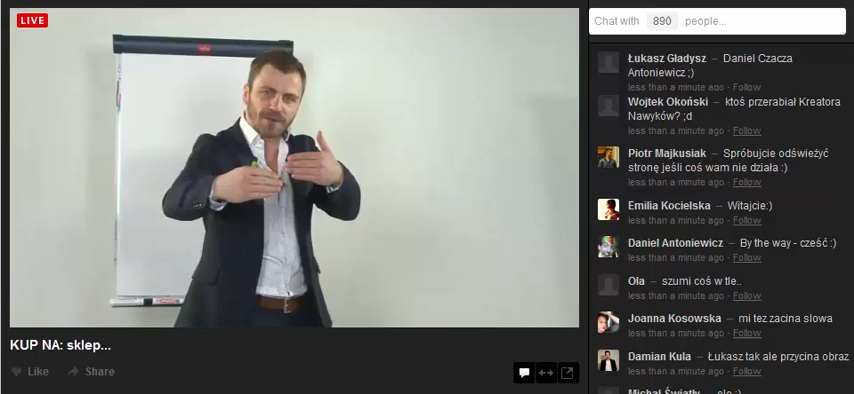 LIVE
Chat with 890 people...
Łukasz Gladysz – Daniel Czacza
Antoniewicz ;)
less than a minute ago - Follow
Wojtek Okoński – ktoś przerabiał Kreatora
Nawyków? ;d
less than a minute ago - Follow
Piotr Majkusiak – Spróbujcie odświeżyć
stronę jeśli coś wam nie działa :)
less than a minute ago - Follow
Emilia Kocielska – Witajcie:)
less than a minute ago - Follow
Daniel Antoniewicz – By the way - cześć :)
less than a minute ago - Follow
Ola – szumi coś w tle..
less than a minute ago - Follow
Joanna Kosowska – mi tez zacina slowa
less than a minute ago - Follow
Damian Kula – Łukasz tak ale przycina obraz
less than a minute ago - Follow
KUP NA: sklep...
Like Share